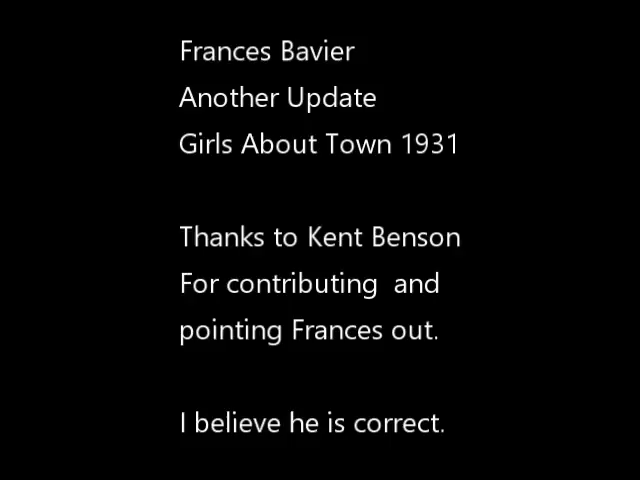 Frances Bavier
Another Update
Girls About Town 1931
Thanks to Kent Benson
For contributing  and
pointing Frances out.
I believe he is correct.